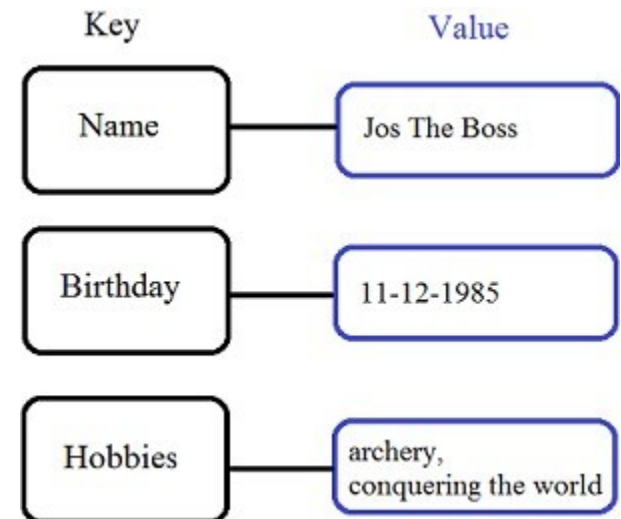 Key Value
Name Jos The Boss
Birthday 11-12-1985
Hobbies archery,
conquering the world